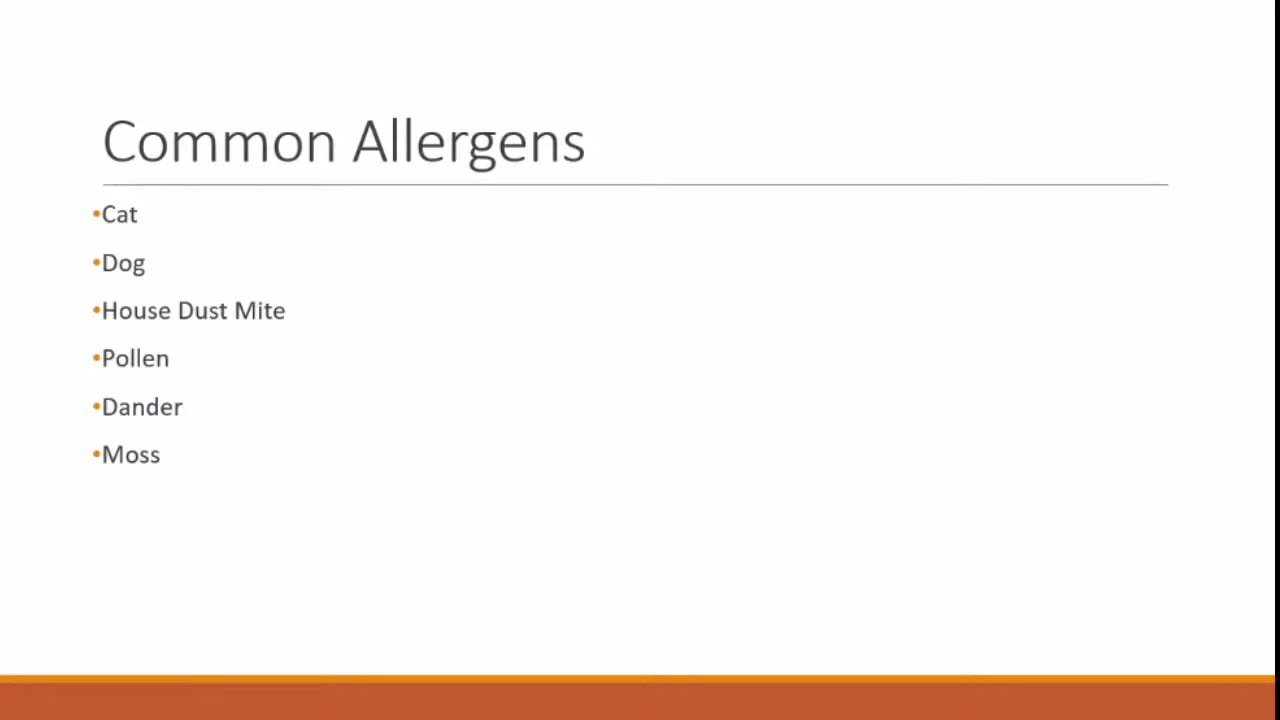 Common Allergens
•Cat
•Dog
•House Dust Mite
•Pollen
•Dander
•Moss